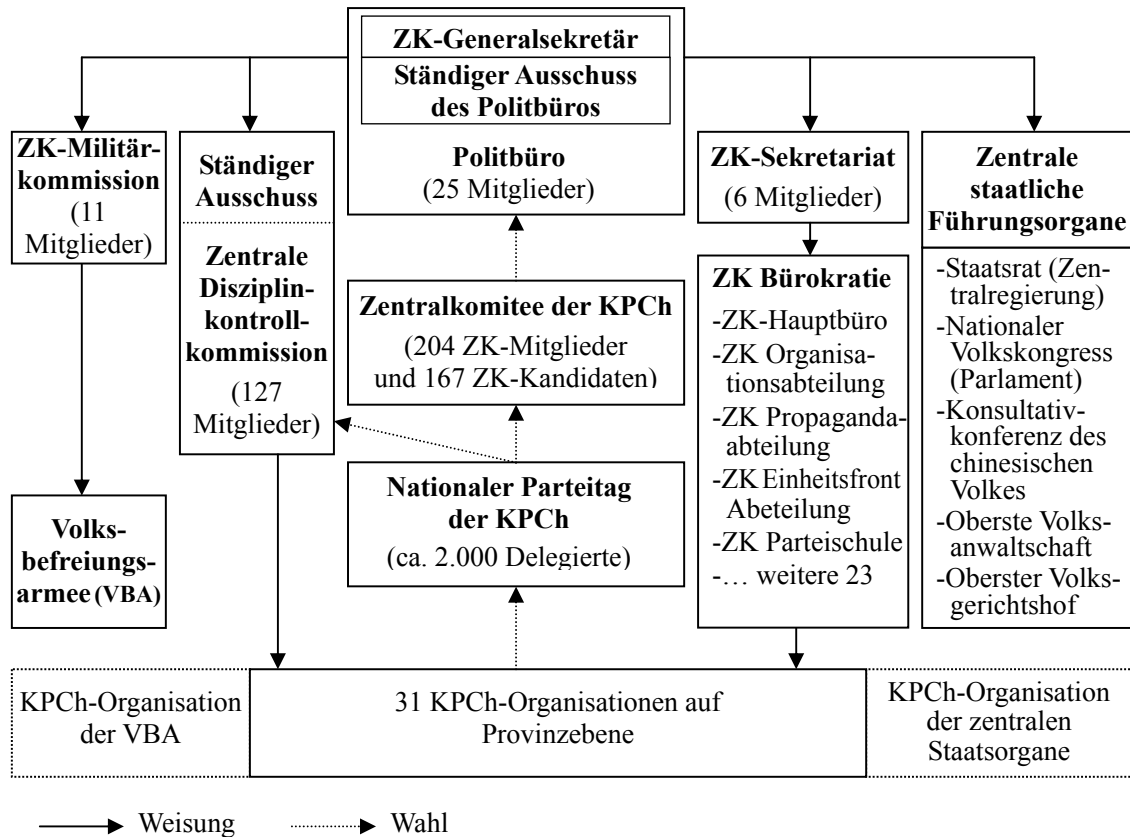 ZK-Generalsekretär
Ständiger Ausschuss
des Politbüros
Politbüro
(25 Mitglieder)
ZK-Militär-
kommission
(11
Mitglieder)
Ständiger
Ausschuss
Zentrale
Disziplin-
kontroll-
kommission
(127
Mitglieder)
ZK-Sekretariat
(6 Mitglieder)
Zentrale
staatliche
Führungsorgane
-Staatsrat (Zen-
tralregierung)
-Nationaler
Volkskongress
(Parlament)
-Konsultativ-
konferenz des
chinesischen
Volkes
-Oberste Volks-
anwaltschaft
-Oberster Volks-
gerichtshof
Zentralkomitee der KPCh
(204 ZK-Mitglieder
und 167 ZK-Kandidaten)
ZK Bürokratie
-ZK-Hauptbüro
-ZK Organisa-
tionsabteilung
-ZK Propaganda-
abteilung
-ZK Einheitsfront
Abeteilung
-ZK Parteischule
-… weitere 23
Volks-
befreiungs-
armee (VBA)
Nationaler Parteitag
der KPCh
(ca. 2.000 Delegierte)
KPCh-Organisation
der VBA
31 KPCh-Organisationen auf
Provinzebene
KPCh-Organisation
der zentralen
Staatsorgane
Weisung
Wahl